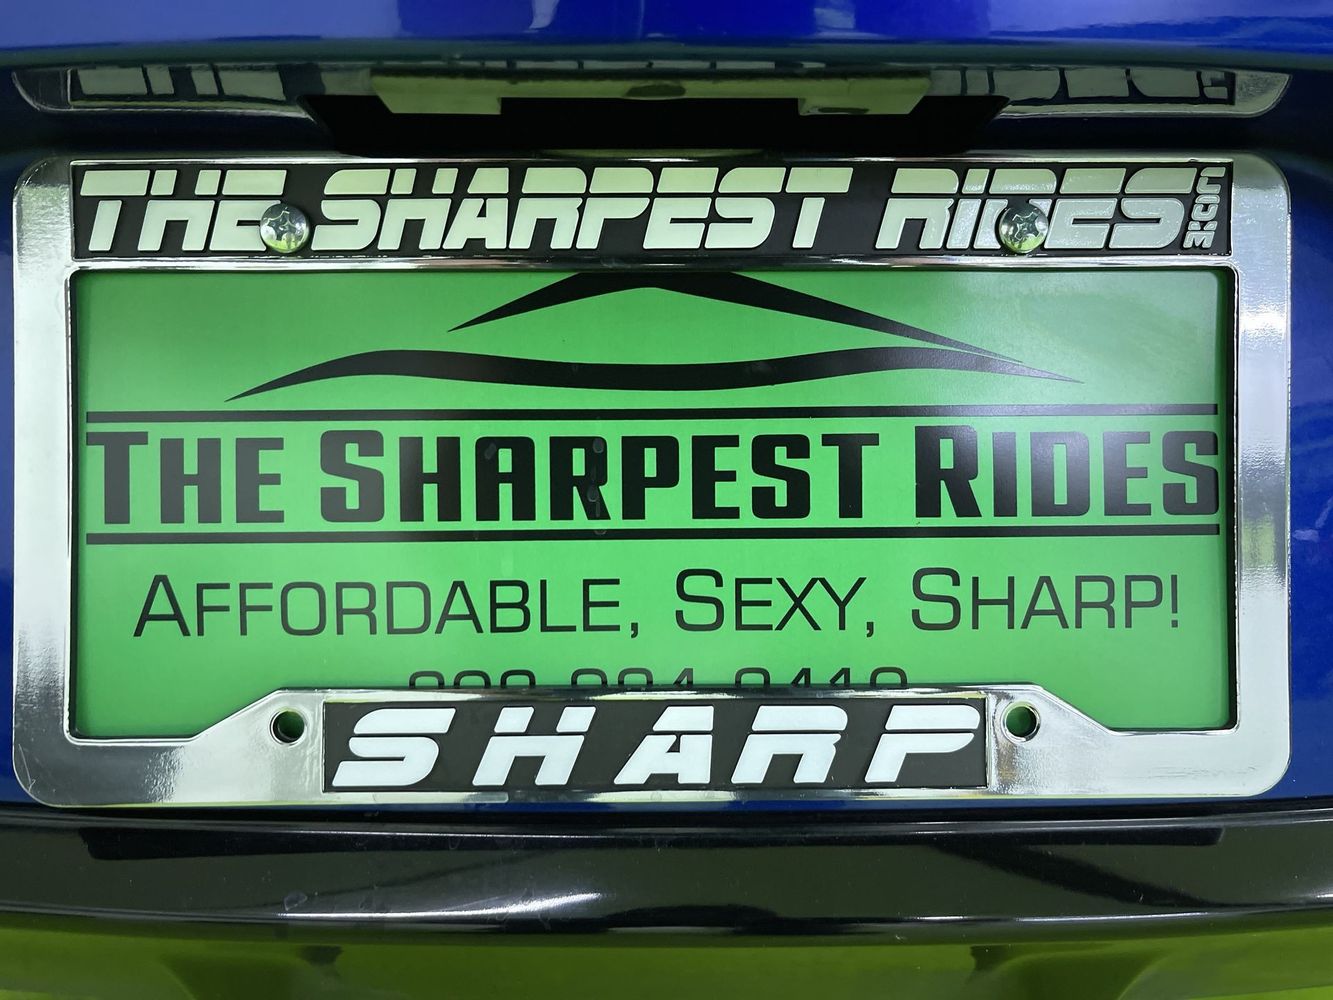 THE SHARPEST RIDES.COM
THE SHARPEST RIDES
AFFORDABLE, SEXY, SHARP!
SHARP